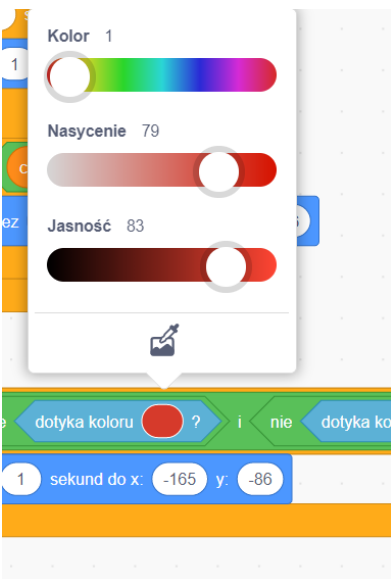 Kolor 1
1
Nasycenie 79
ez
Jasność 83
dotyka koloru ? i nie dotyka ko
1 sekund do x: -165 y: -86